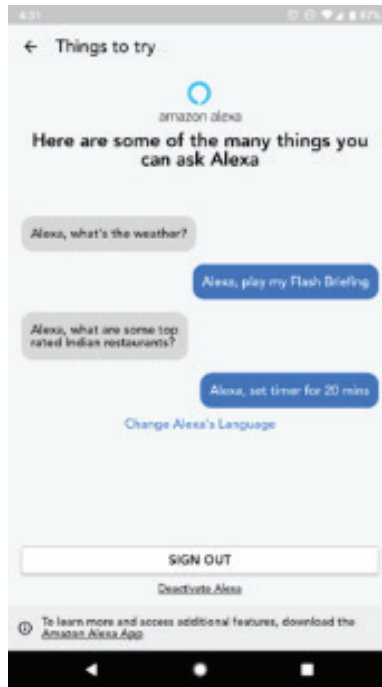 4:31
87%
Things to try
amazon alexa
Here are some of the many things you
can ask Alexa
Alexa, what's the weather?
Alexa, play my Flash Briefing
Alexa, what are some top
rated Indian restaurants?
Alexa, set timer for 20 mins
Change Alexa's Language
SIGN OUT
Deactivate Alexa
To learn more and access additional features, download the
Amazon Alexa App